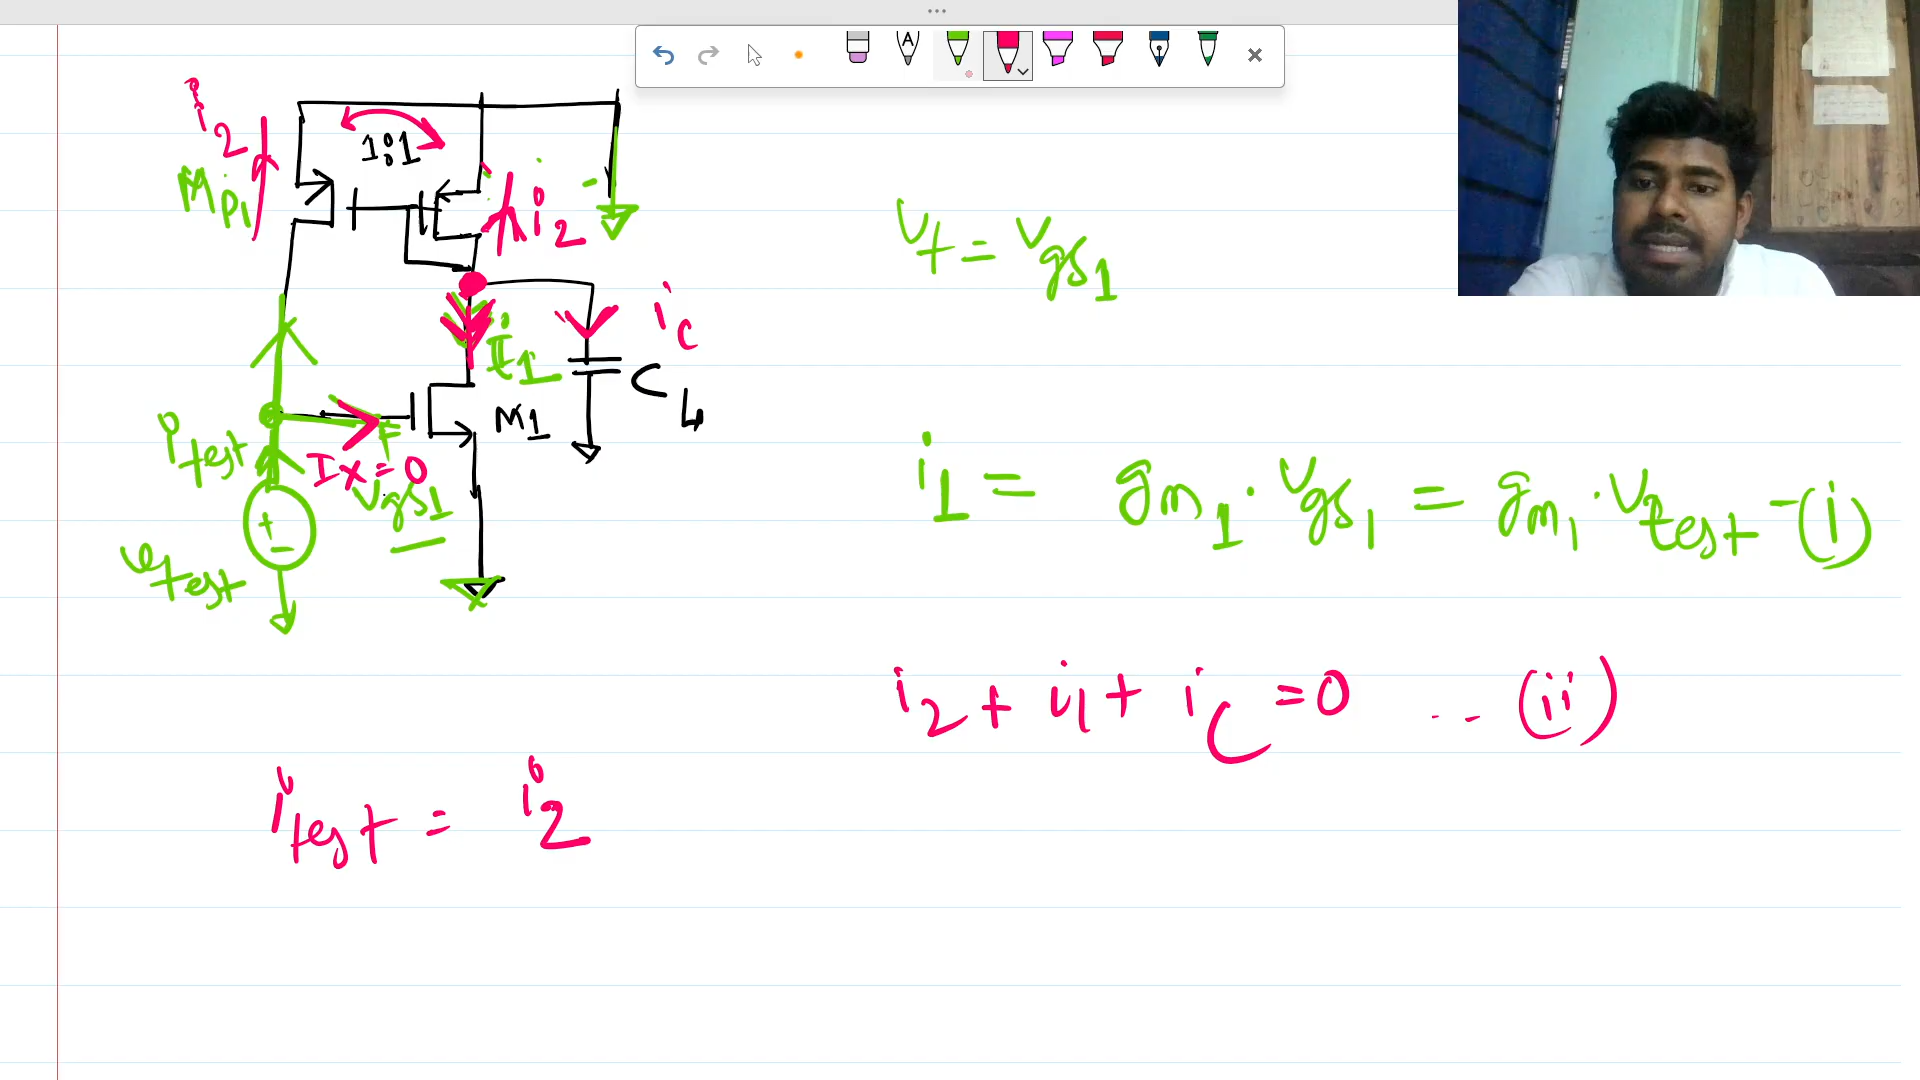 i2
1:1
Mp1
i2
I1
ic
CL
M1
itest
Ix=0
vgs1
+
-
vtest
vt = vgs1
i1 = gm1 . vgs1 = gm1 . vtest -(i)
i2 + i1 + ic = 0 ... (ii)
itest = i2